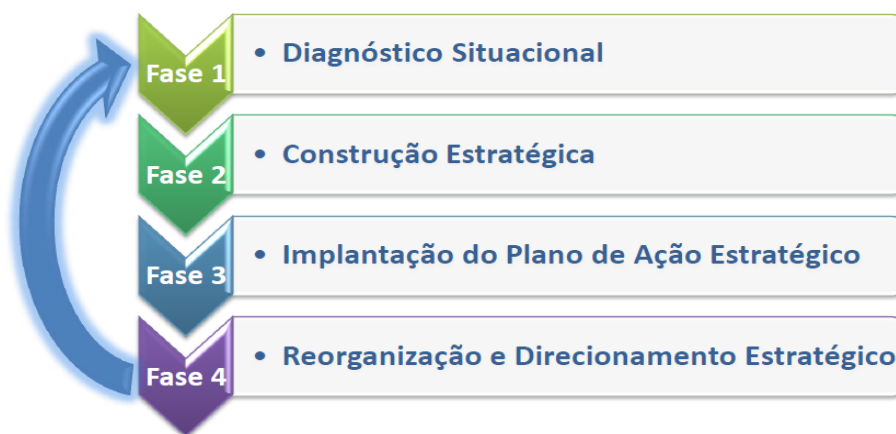 Fase 1
• Diagnóstico Situacional
Fase 2
• Construção Estratégica
Fase 3
• Implantação do Plano de Ação Estratégico
Fase 4
• Reorganização e Direcionamento Estratégico